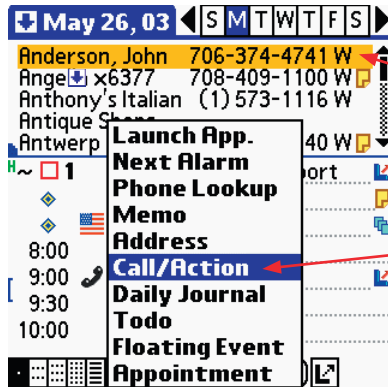 May 26, 03 S M T W T F S
Anderson, John 706-374-4741 W
Ange x6377 708-409-1100 W
Anthony's Italian (1) 573-1116 W
Antique
Antwerp 40 W
Launch App.
Next Alarm
H~ 1 ort
Phone Lookup
Memo
Address
8:00
Call/Action
9:00
Daily Journal
9:30
Todo
10:00
Floating Event
Appointment